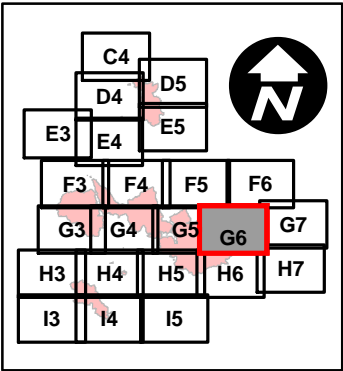 C4
D4 D5
E3 E4 E5
N
F3 F4 F5 F6
G3 G4 G5 G6 G7
H3 H4 H5 H6 H7
I3 I4 I5